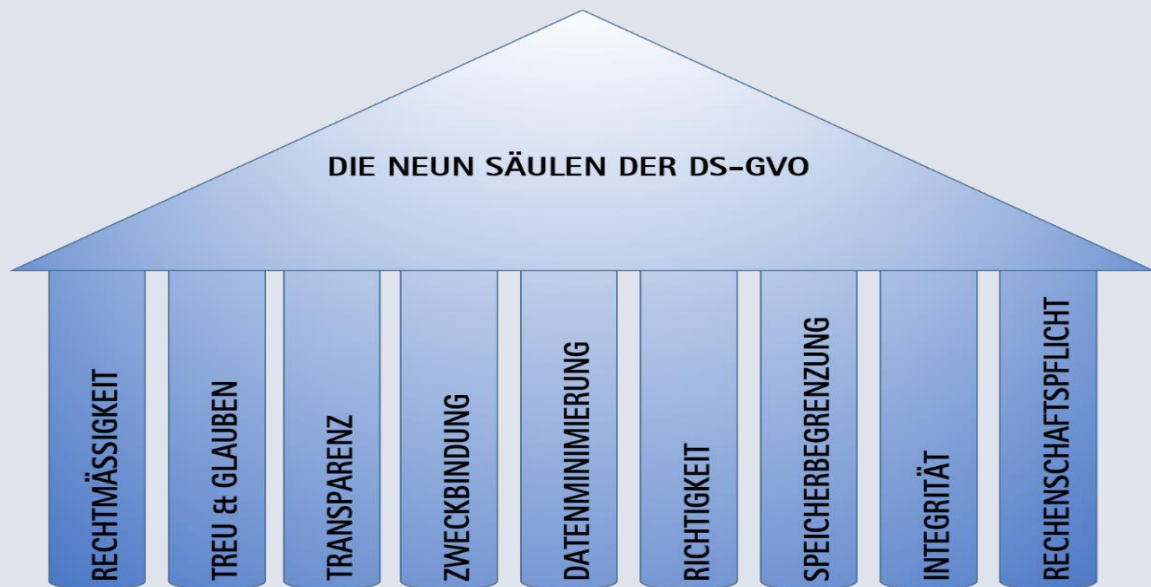 DIE NEUN SÄULEN DER DS-GVO
RECHTMÄSSIGKEIT
TREU & GLAUBEN
TRANSPARENZ
ZWECKBINDUNG
DATENMINIMIERUNG
RICHTIGKEIT
SPEICHERBEGRENZUNG
INTEGRITÄT
RECHENSCHAFTSPFLICHT